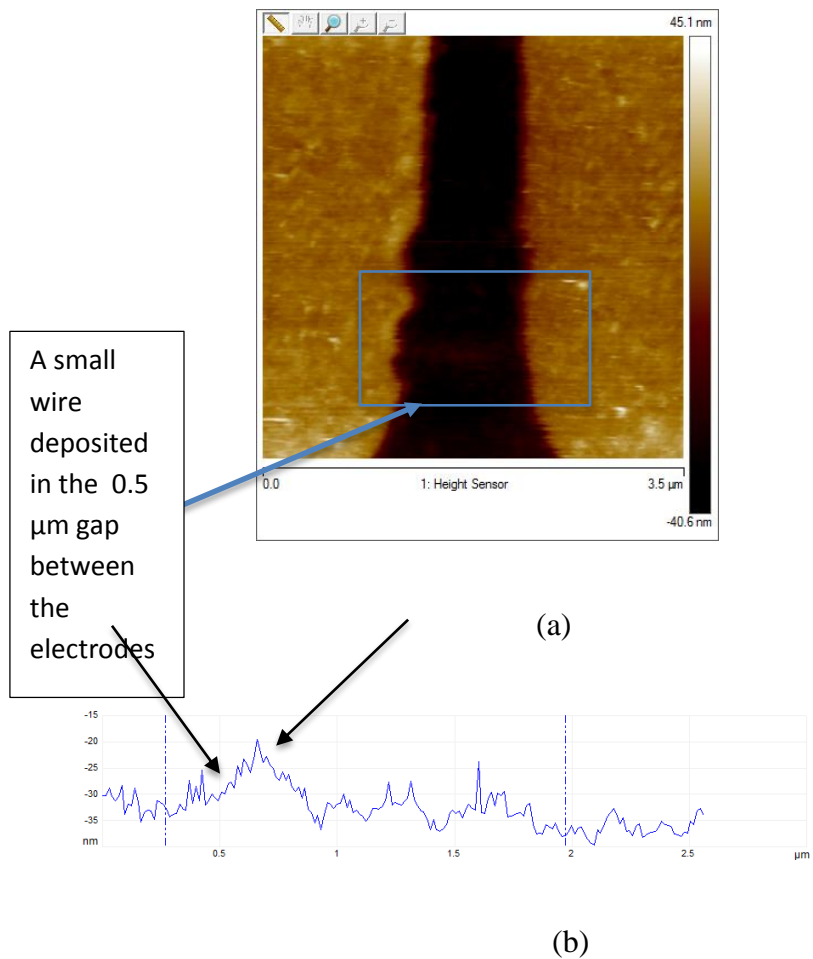 45.1 nm
A small
wire
deposited
in the 0.5
µm gap
between
the
electrodes
0.0
1: Height Sensor
3.5 µm
-40.6 nm
(a)
-15
-20
-25
-30
-35
nm
0.5
1
1.5
2
2.5
µm
(b)